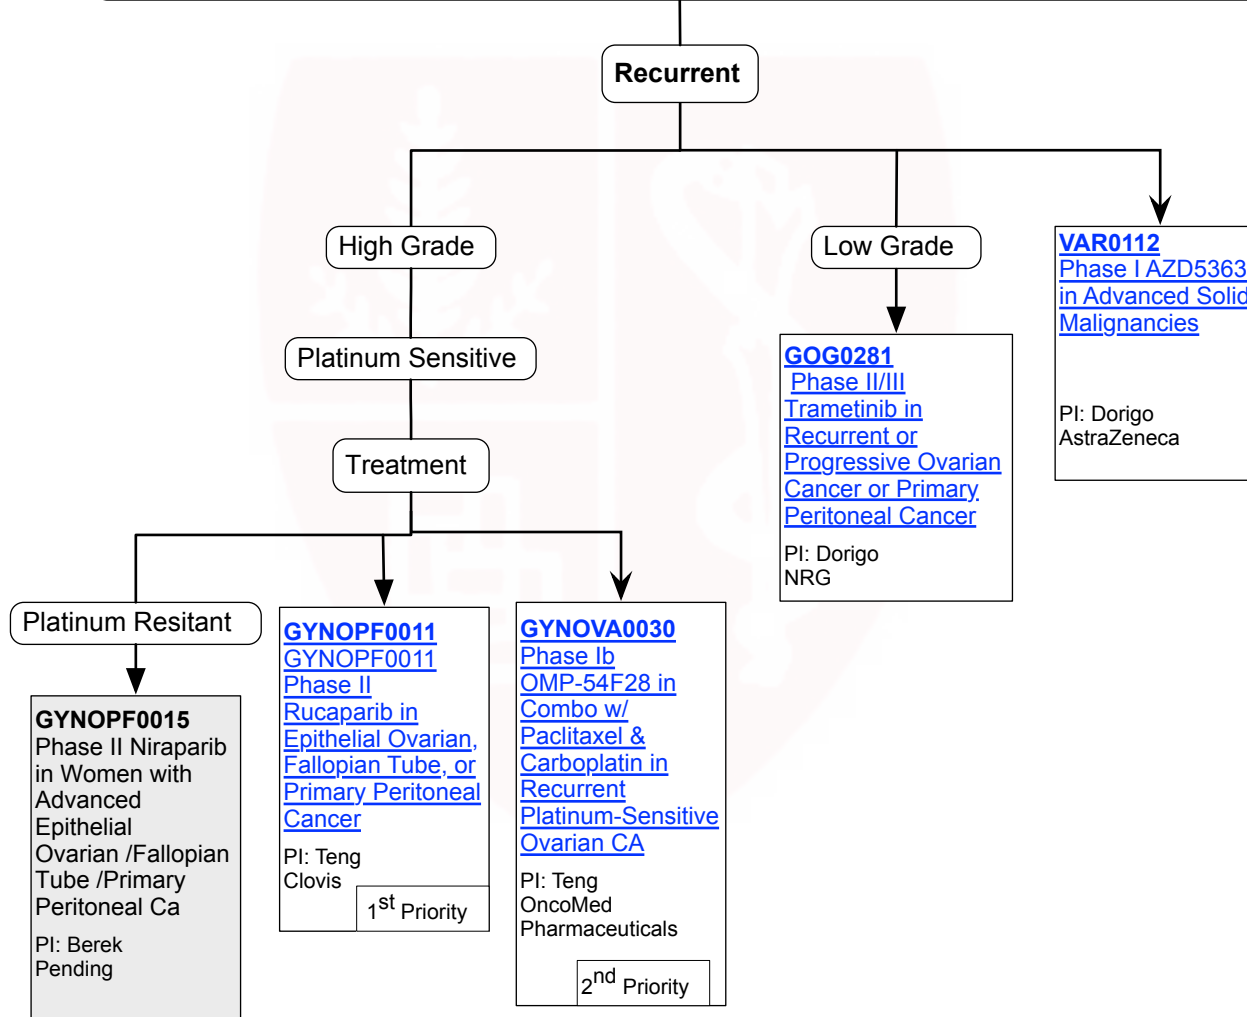 Recurrent
High Grade
Low Grade
VAR0112
Phase I AZD5363
in Advanced Solid
Malignancies
PI: Dorigo
AstraZeneca
Platinum Sensitive
GOG0281
Phase II/III
Trametinib in
Recurrent or
Progressive Ovarian
Cancer or Primary
Peritoneal Cancer
PI: Dorigo
NRG
Treatment
Platinum Resitant
GYNOPF0015
Phase II Niraparib
in Women with
Advanced
Epithelial
Ovarian /Fallopian
Tube /Primary
Peritoneal Ca
PI: Berek
Pending
GYNOPF0011
GYNOPF0011
Phase II
Rucaparib in
Epithelial Ovarian,
Fallopian Tube, or
Primary Peritoneal
Cancer
PI: Teng
Clovis
1st Priority
GYNOVA0030
Phase Ib
OMP-54F28 in
Combo w/
Paclitaxel &
Carboplatin in
Recurrent
Platinum-Sensitive
Ovarian CA
PI: Teng
OncoMed
Pharmaceuticals
2nd Priority